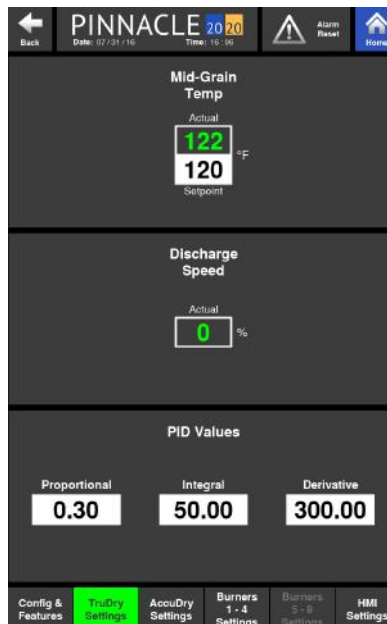 PINNACLE 20 20
Alarm
Reset
Back
Date: 07/31/16
Time: 16:06
Home
Mid-Grain
Temp
Actual
122
°F
120
Setpoint
Discharge
Speed
Actual
0
%
PID Values
Proportional
Integral
Derivative
0.30
50.00
300.00
Config &
Features
TruDry
Settings
AccuDry
Settings
Burners
1 - 4
Settings
Burners
5 - 8
Settings
HMI
Settings